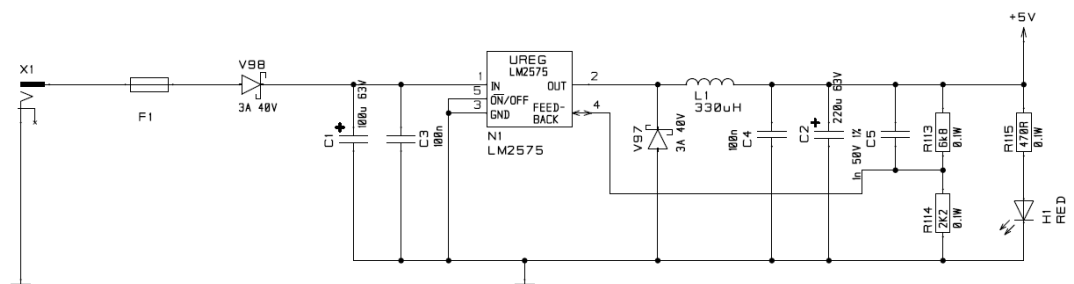 +5V
X1
F1
V98
3A 40V
C1
100u 63V
C3
100n
UREG
LM2575
1
5
3
IN
ON/OFF
GND
OUT
FEED-
BACK
2
4
N1
LM2575
V97
3A 40V
L1
330uH
C4
100n
C2
220u 63V
1n 50V 1%
C5
R113
6k8
0.1W
R114
2K2
0.1W
R115
470R
0.1W
H1
RED